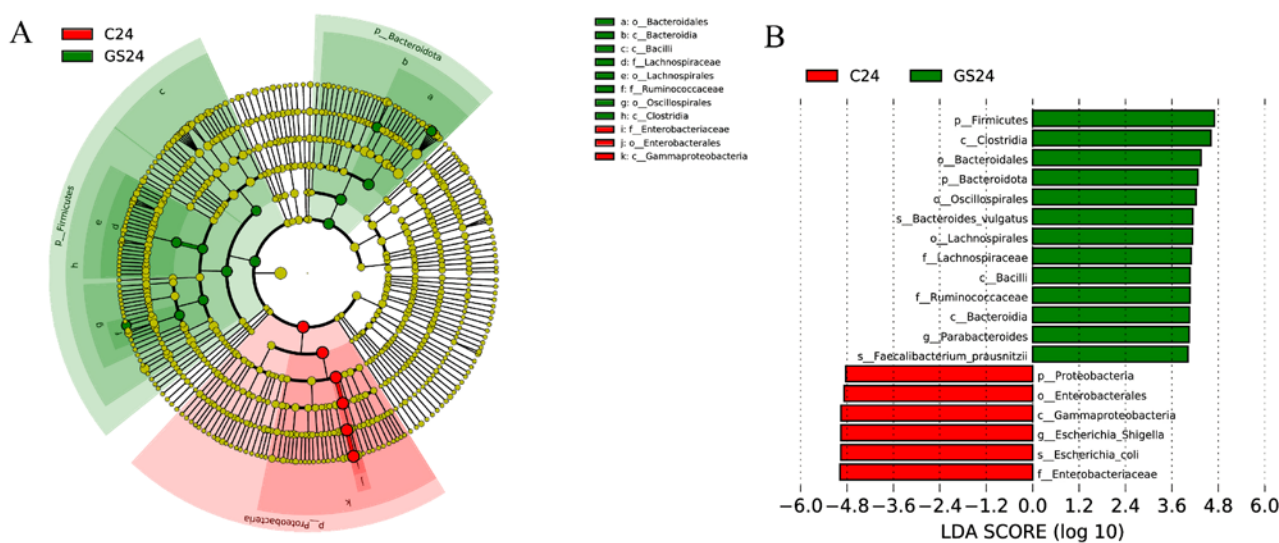 A
C24
GS24
p__Bacteroidota
b
a
c
p__Firmicutes
e
d
h
g
f
j
k
p__Proteobacteria
a: o__Bacteroidales
b: c__Bacteroidia
c: c__Bacilli
d: f__Lachnospiraceae
e: o__Lachnospirales
f: f__Ruminococcaceae
g: o__Oscillospirales
h: c__Clostridia
i: f__Enterobacteriaceae
j: o__Enterobacterales
k: c__Gammaproteobacteria
B
C24
GS24
p__Firmicutes
c__Clostridia
o__Bacteroidales
p__Bacteroidota
o__Oscillospirales
s__Bacteroides_vulgatus
o__Lachnospirales
f__Lachnospiraceae
c__Bacilli
f__Ruminococcaceae
c__Bacteroidia
g__Parabacteroides
s__Faecalibacterium_prausnitzii
p__Proteobacteria
o__Enterobacterales
c__Gammaproteobacteria
g__Escherichia_Shigella
s__Escherichia_coli
f__Enterobacteriaceae
−6.0 −4.8 −3.6 −2.4 −1.2 0.0 1.2 2.4 3.6 4.8 6.0
LDA SCORE (log 10)